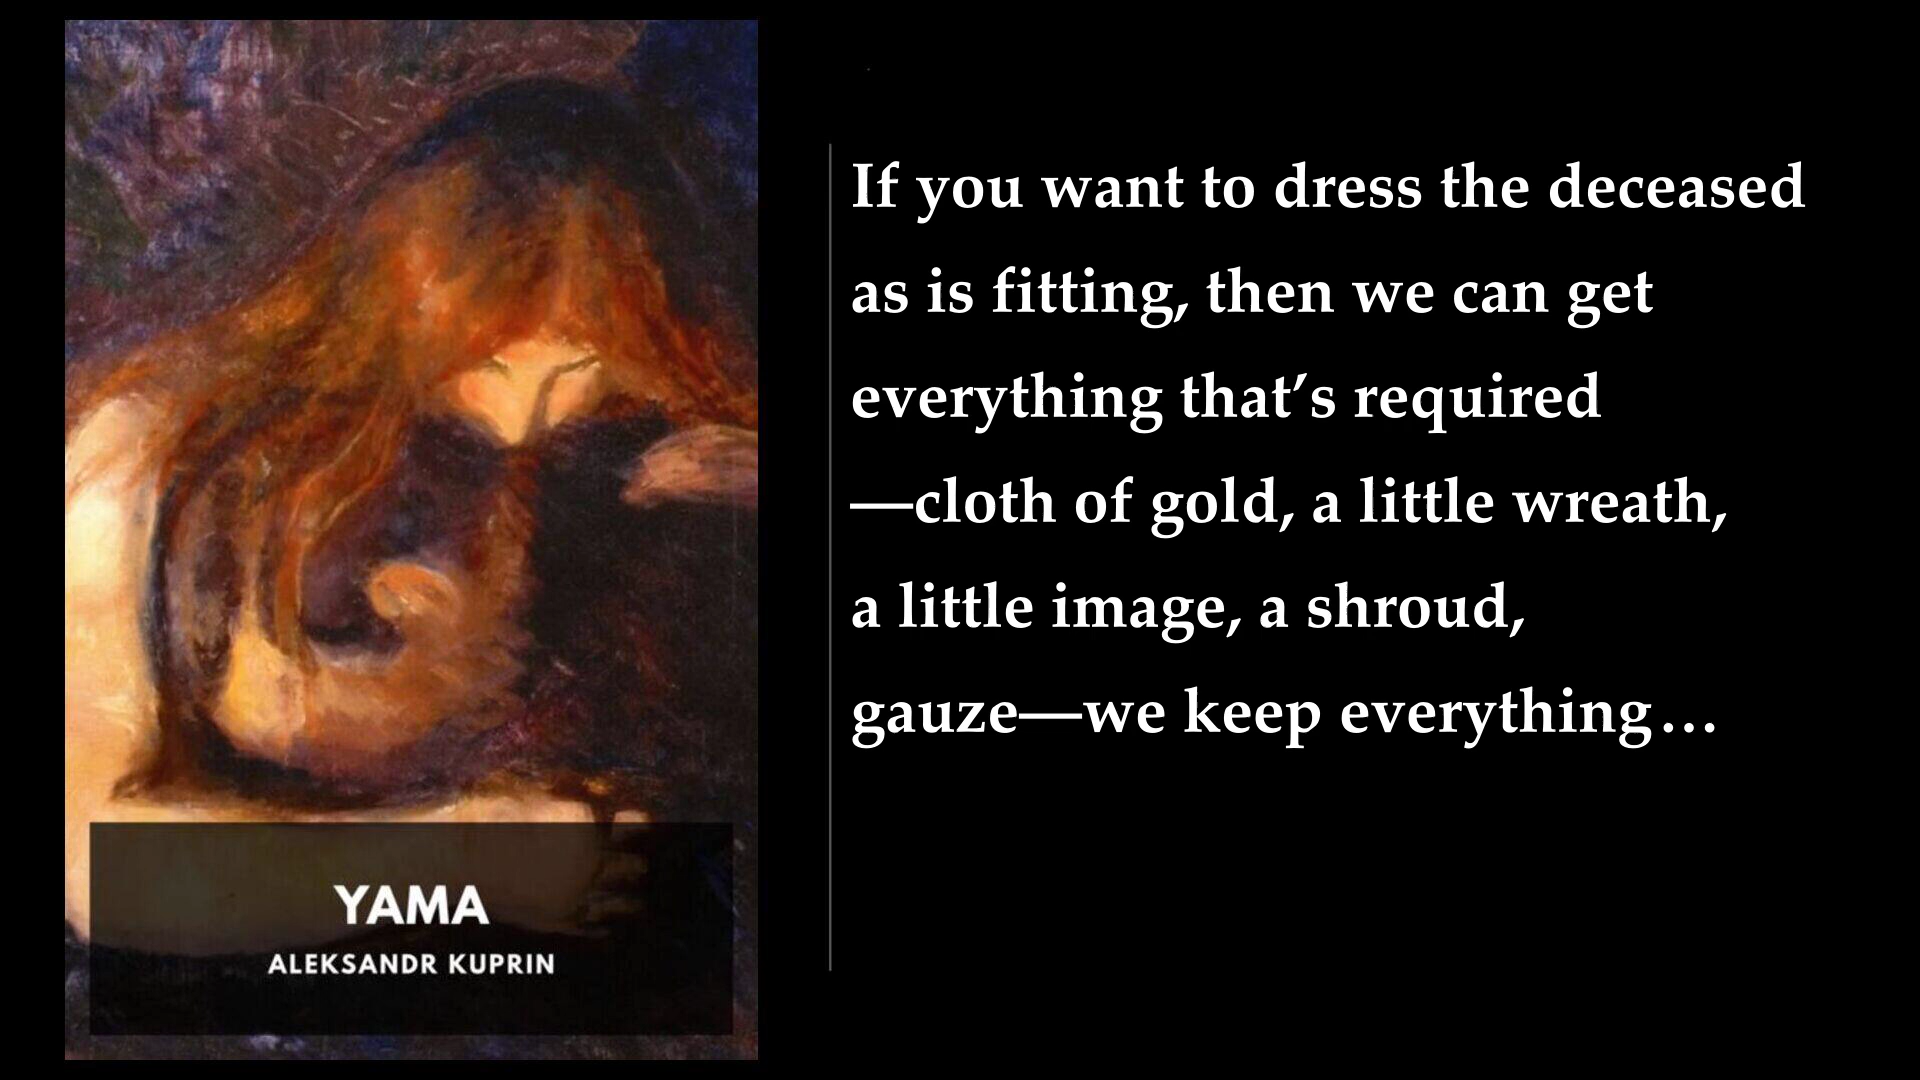 If you want to dress the deceased
as is fitting, then we can get
everything that’s required
—cloth of gold, a little wreath,
a little image, a shroud,
gauze—we keep everything…
YAMA
ALEKSANDR KUPRIN